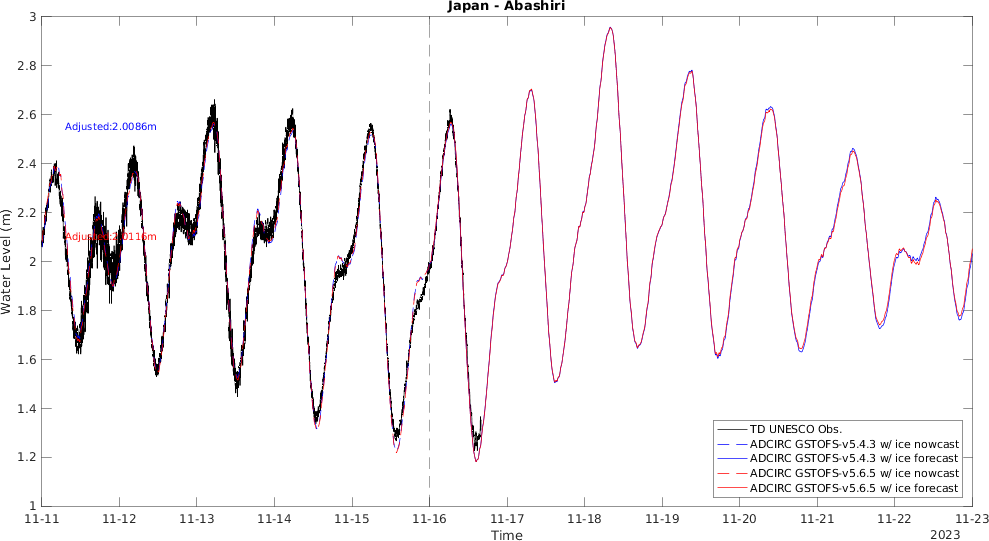 Japan - Abashiri
Water Level (m)
3
2.8
2.6
2.4
2.2
2
1.8
1.6
1.4
1.2
1
Adjusted:2.0086m
Adjusted:2.0116m
TD UNESCO Obs.
ADCIRC GSTOFS-v5.4.3 w/ ice nowcast
ADCIRC GSTOFS-v5.4.3 w/ ice forecast
ADCIRC GSTOFS-v5.6.5 w/ ice nowcast
ADCIRC GSTOFS-v5.6.5 w/ ice forecast
11-11 11-12 11-13 11-14 11-15 11-16 11-17 11-18 11-19 11-20 11-21 11-22 11-23
Time
2023